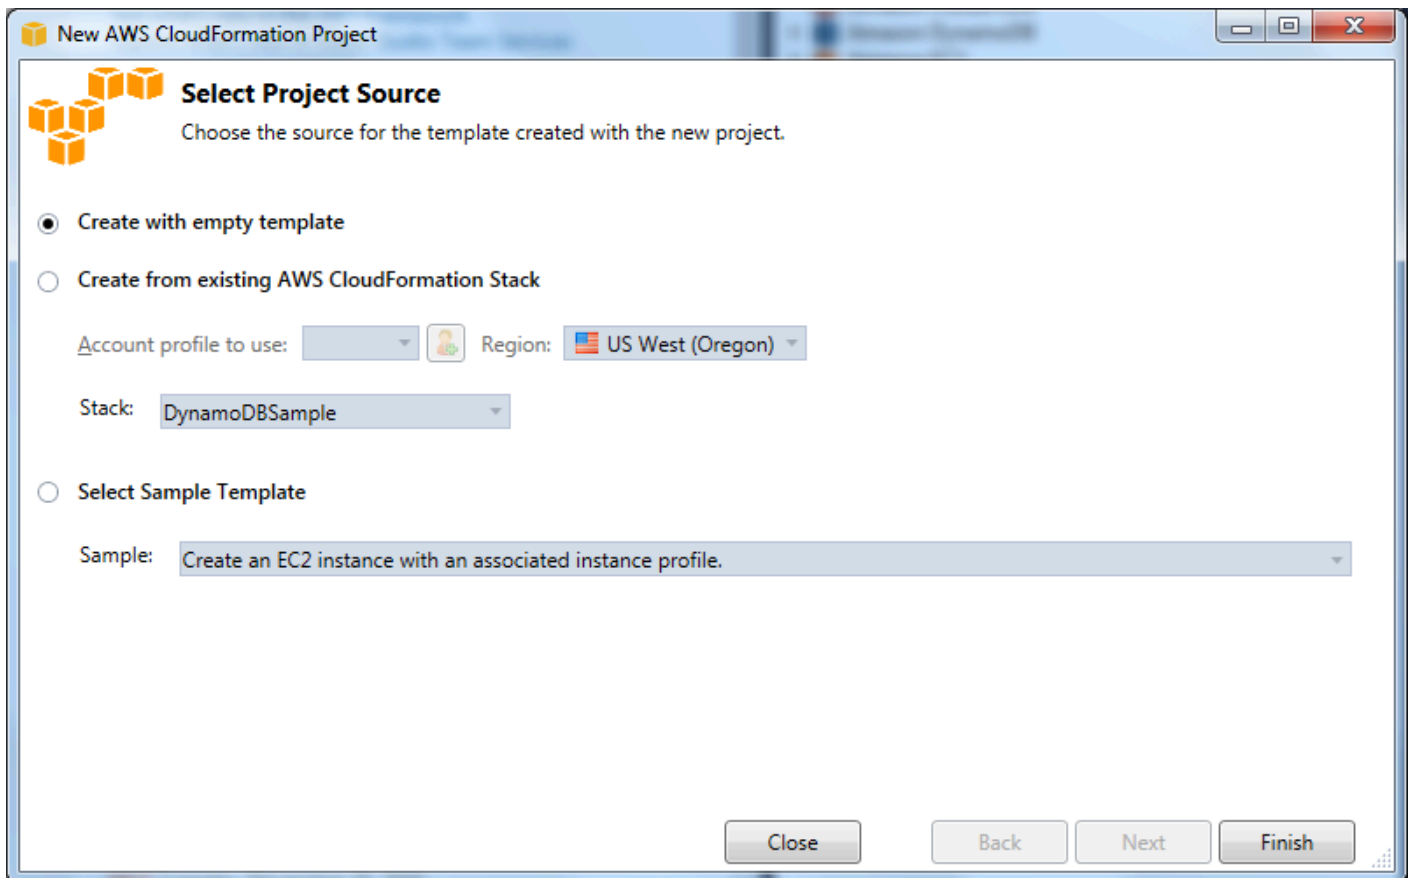 New AWS CloudFormation Project
Amazon DynamoDB
Select Project Source
Choose the source for the template created with the new project.
Create with empty template
Create from existing AWS CloudFormation Stack
Account profile to use: Region: US West (Oregon)
Stack: DynamoDBSample
Select Sample Template
Sample: Create an EC2 instance with an associated instance profile.
Close Back Next Finish